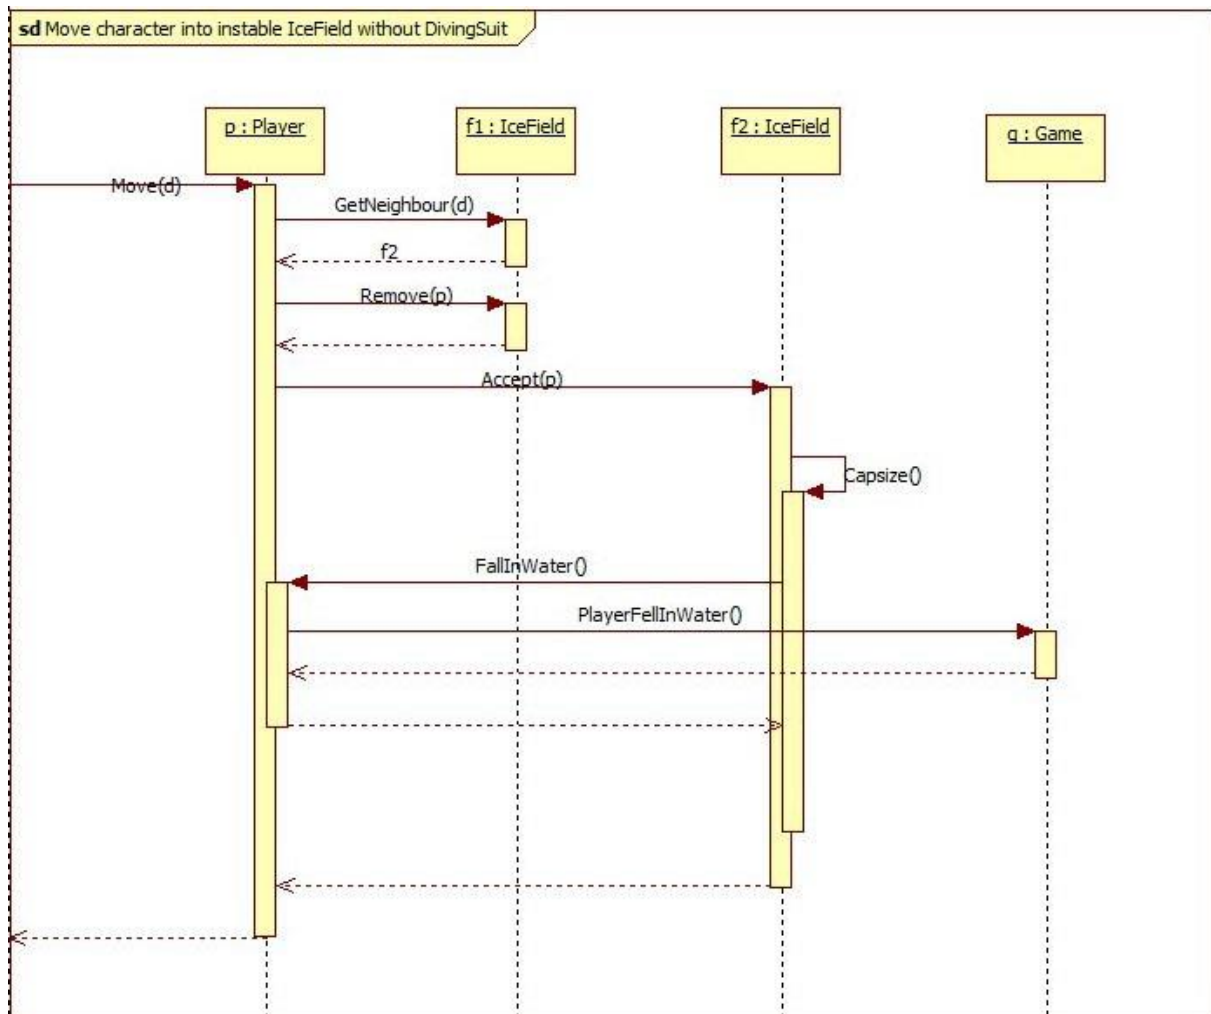 sd Move character into instable IceField without DivingSuit
p : Player
f1 : IceField
f2 : IceField
g : Game
Move(d)
GetNeighbour(d)
f2
Remove(p)
Accept(p)
Capsize()
FallInWater()
PlayerFellInWater()